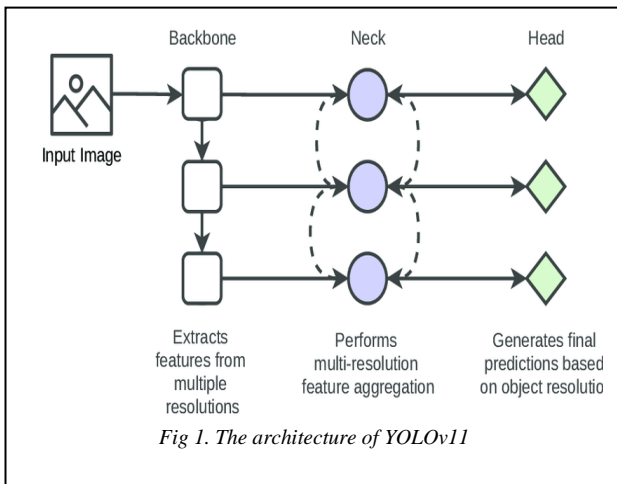 Backbone Neck Head
Input Image
Extracts
features from
multiple
resolutions
Performs
multi-resolution
feature aggregation
Generates final
predictions based
on object resolutio
Fig 1. The architecture of YOLOv11